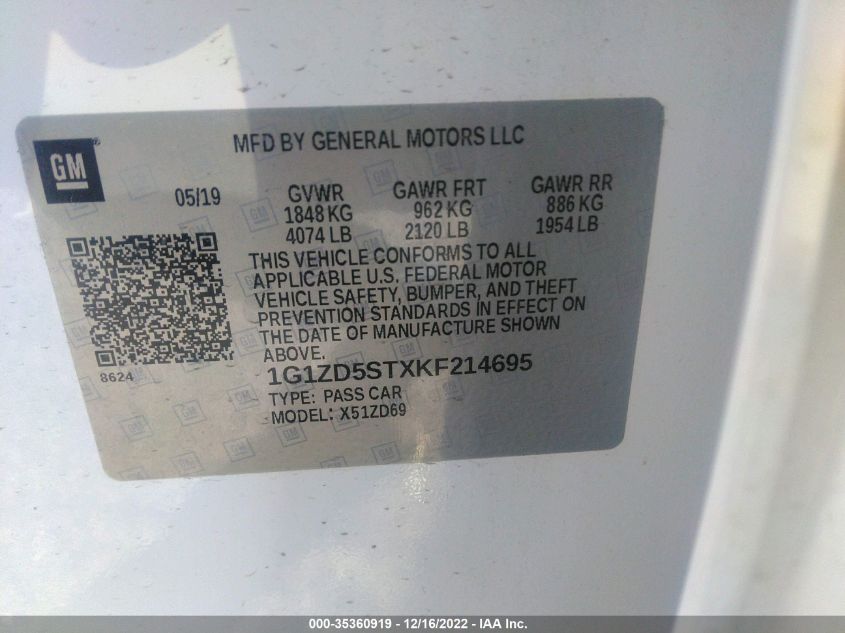 MFD BY GENERAL MOTORS LLC
GM
05/19 GVWR GAWR FRT GAWR RR
1848 KG 962 KG 886 KG
4074 LB 2120 LB 1954 LB
THIS VEHICLE CONFORMS TO ALL
APPLICABLE U.S. FEDERAL MOTOR
VEHICLE SAFETY, BUMPER, AND THEFT
PREVENTION STANDARDS IN EFFECT ON
THE DATE OF MANUFACTURE SHOWN
ABOVE.
8624
1G1ZD5STXKF214695
TYPE: PASS CAR
MODEL: X51ZD69
000-35360919 - 12/16/2022 - IAA Inc.